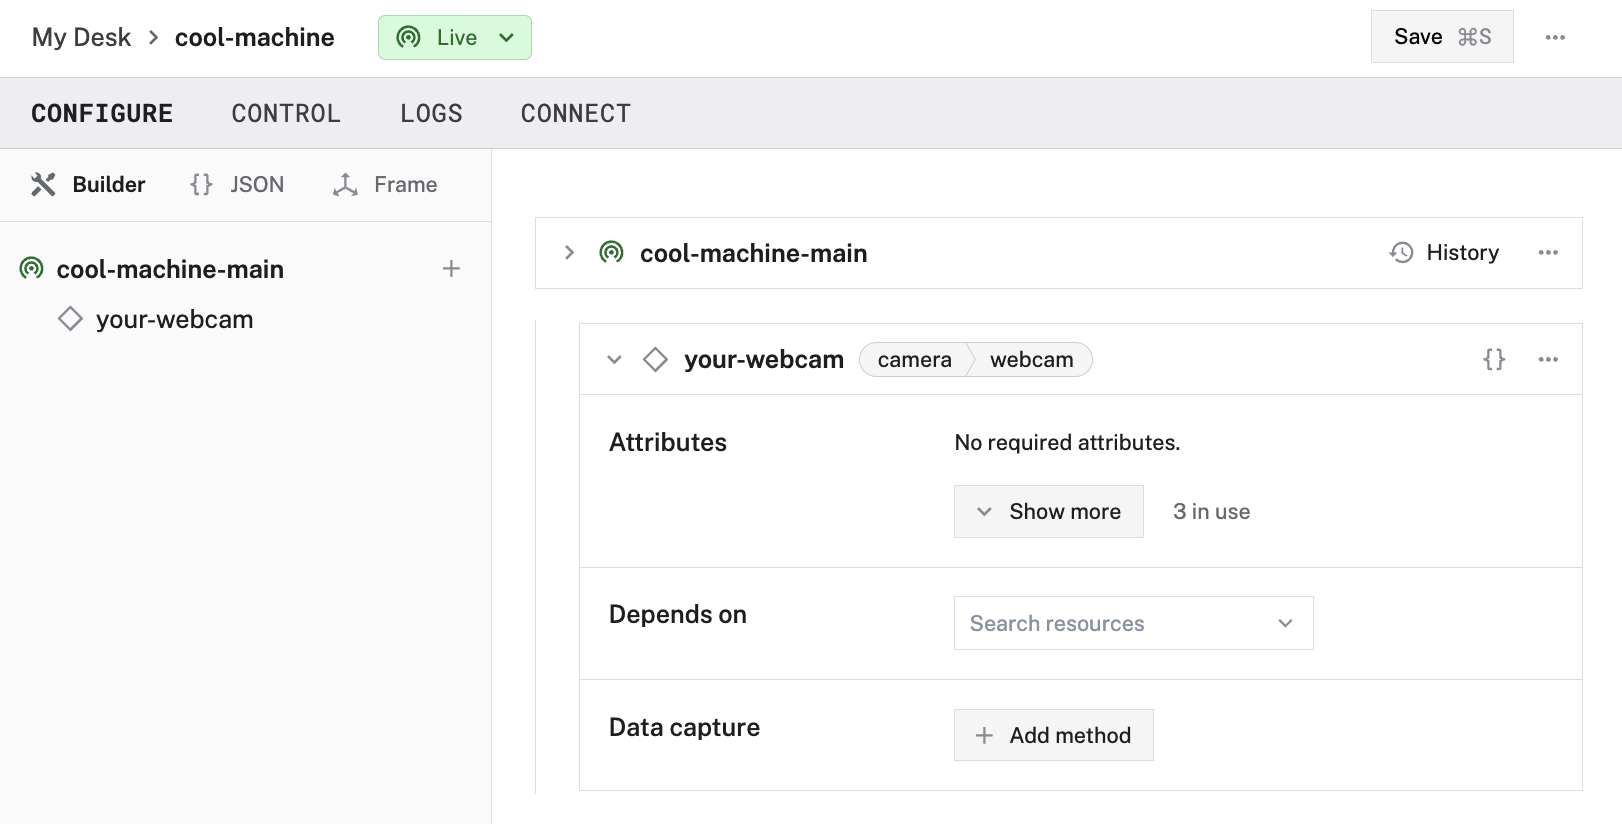 My Desk > cool-machine Live Save ⌘S
CONFIGURE CONTROL LOGS CONNECT
Builder {} JSON Frame
cool-machine-main
your-webcam
cool-machine-main History
your-webcam camera webcam {}
Attributes No required attributes.
Show more 3 in use
Depends on Search resources
Data capture + Add method